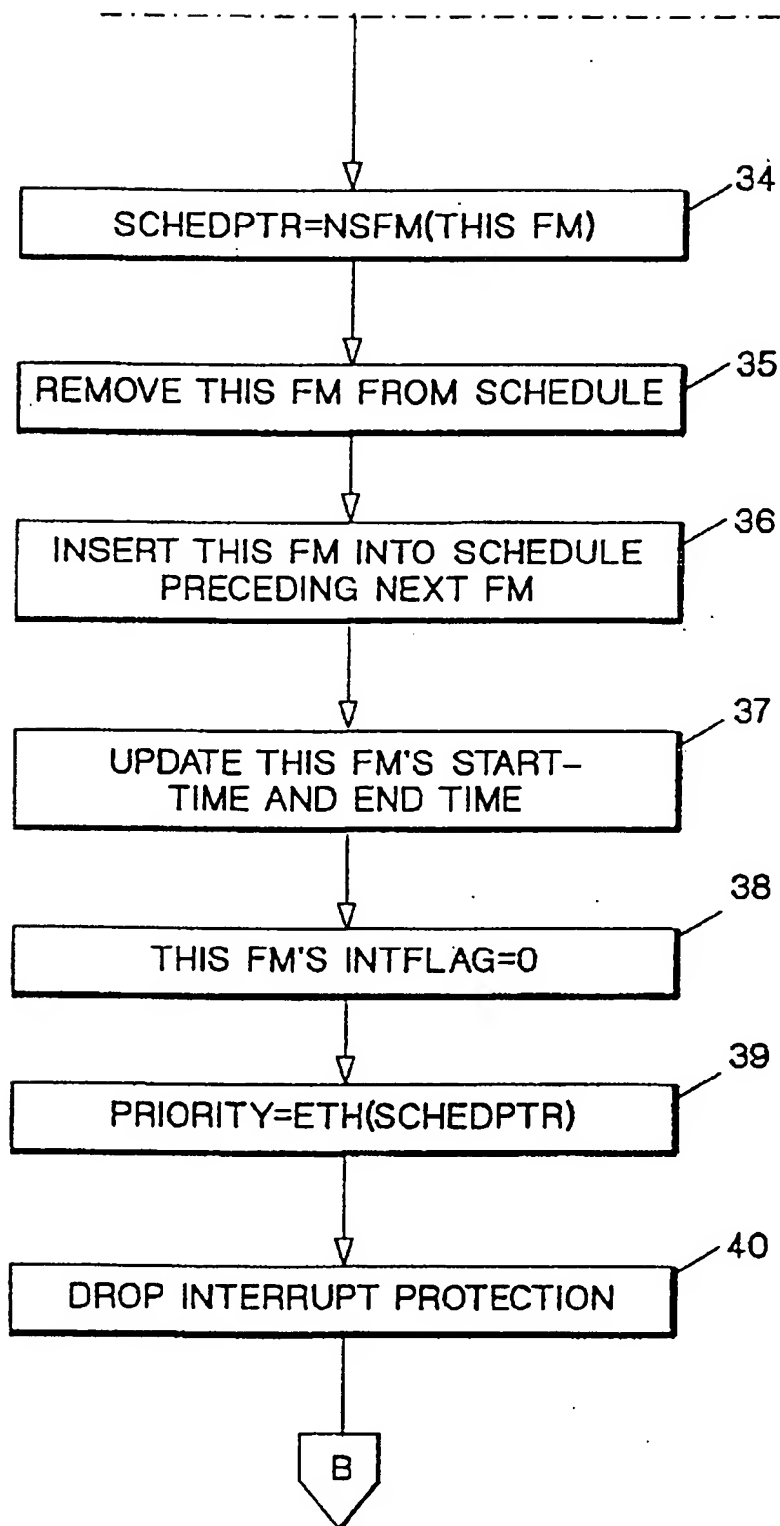 34
SCHEDPTR=NSFM(THIS FM)
35
REMOVE THIS FM FROM SCHEDULE
36
INSERT THIS FM INTO SCHEDULE
PRECEDING NEXT FM
37
UPDATE THIS FM'S START-
TIME AND END TIME
38
THIS FM'S INTFLAG=0
39
PRIORITY=ETH(SCHEDPTR)
40
DROP INTERRUPT PROTECTION
B